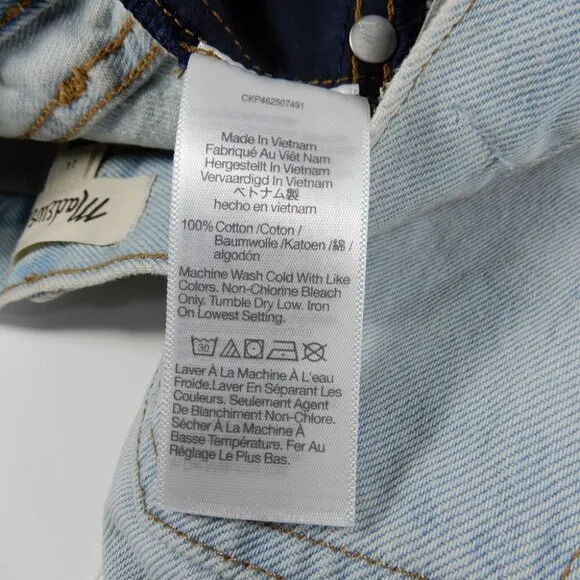 CKP462507491
Made In Vietnam
Fabriqué Au Viêt Nam
Hergestellt In Vietnam
Vervaardigd In Vietnam
ベトナム製
hecho en vietnam
100% Cotton /Coton /
Baumwolle /Katoen /綿 /
algodón
Machine Wash Cold With Like
Colors. Non-Chlorine Bleach
Only. Tumble Dry Low. Iron
On Lowest Setting.
30
Laver À La Machine À L'eau
Froide.Laver En Séparant Les
Couleurs. Seulement Agent
De Blanchiment Non-Chlore.
Sécher À La Machine À
Basse Température. Fer Au
Réglage Le Plus Bas.